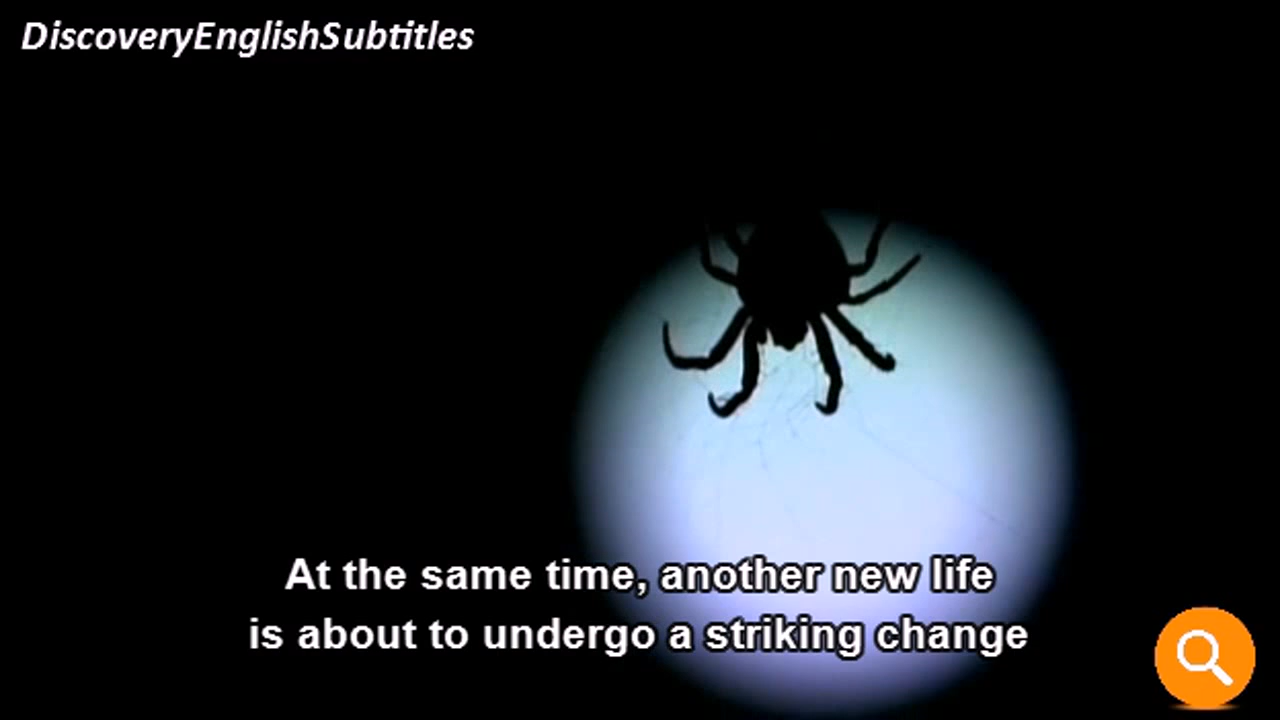 DiscoveryEnglishSubtitles
At the same time, another new life
is about to undergo a striking change